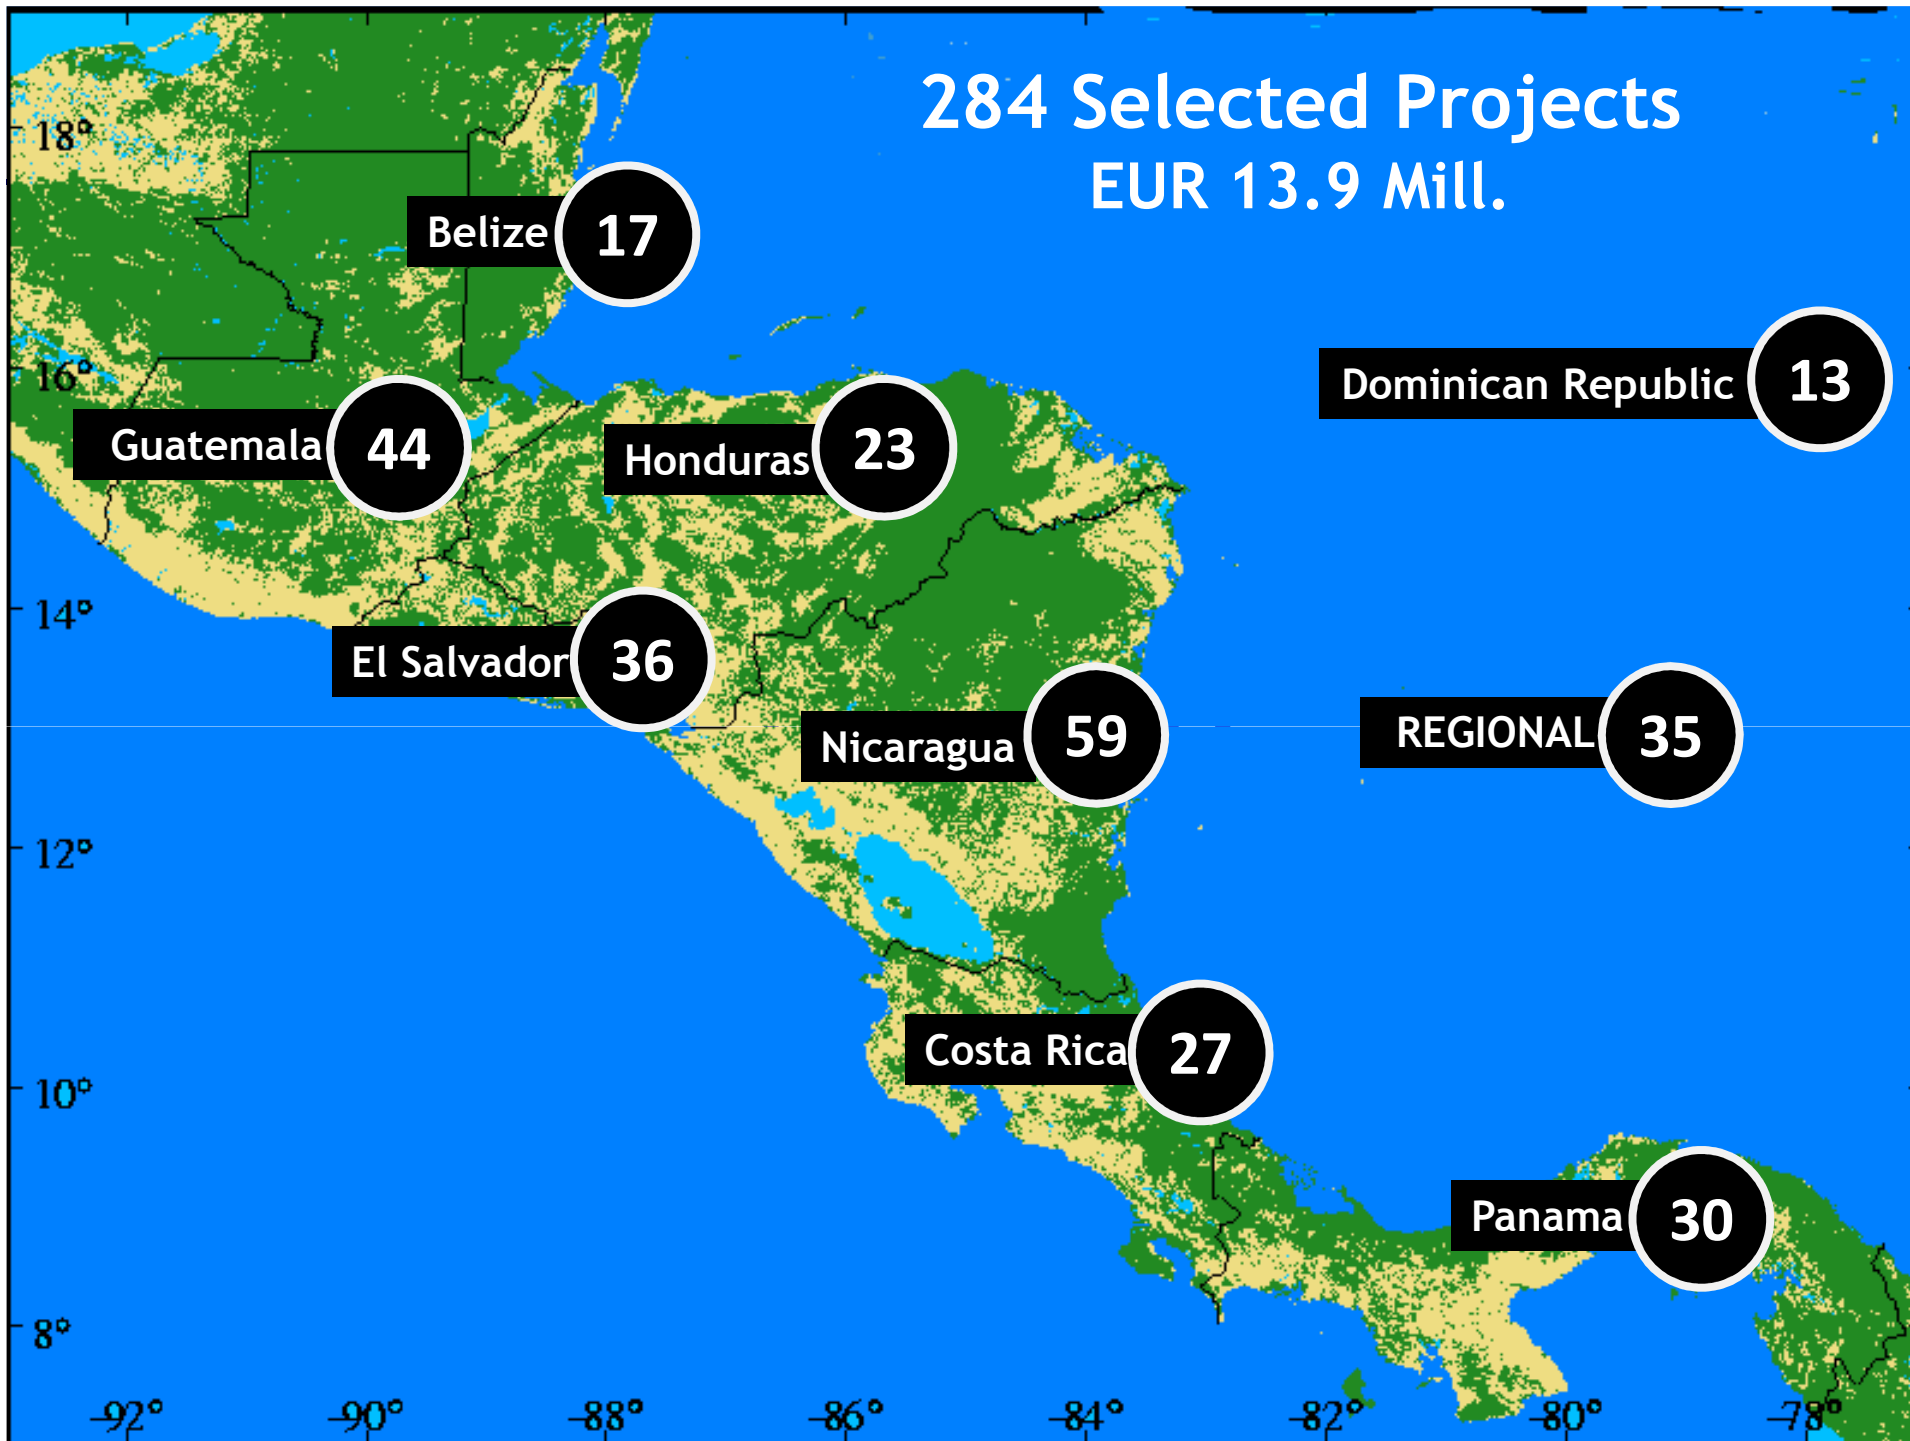 284 Selected Projects
EUR 13.9 Mill.
18°
Belize 17
Dominican Republic 13
16°
Guatemala 44
Honduras 23
14°
El Salvador 36
Nicaragua 59
REGIONAL 35
12°
Costa Rica 27
10°
Panama 30
8°
-92° -90° -88° -86° -84° -82° -80° -78°